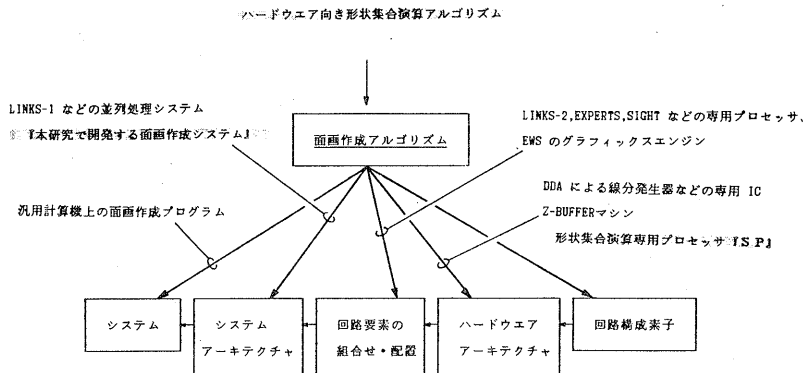 ハードウエア向き形状集合演算アルゴリズム
LINKS-1 などの並列処理システム
『本研究で開発する面画作成システム』
面画作成アルゴリズム
LINKS-2,EXPERTS,SIGHT などの専用プロセッサ、
EWS のグラフィックスエンジン
汎用計算機上の面画作成プログラム
DDA による線分発生器などの専用 IC
Z-BUFFERマシン
形状集合演算専用プロセッサ『S P』
システム
システム
アーキテクチャ
回路要素の
組合せ・配置
ハードウエア
アーキテクチャ
回路構成素子